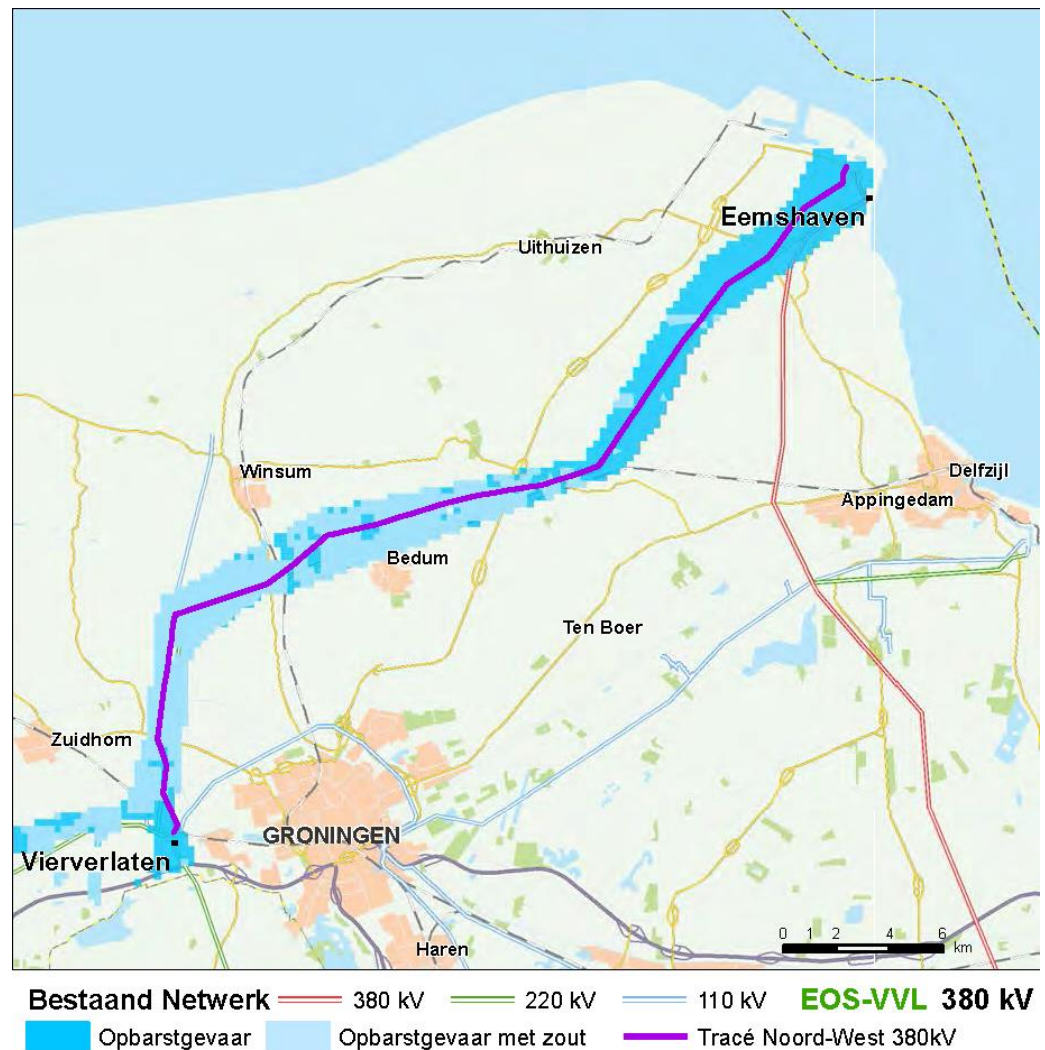 Eemshaven
Uithuizen
Winsum
Delfzijl
Appingedam
Bedum
Ten Boer
Zuidhorn
GRONINGEN
Vierverlaten
Haren
0 1 2 4 6
km
Bestaand Netwerk 380 kV 220 kV 110 kV EOS-VVL 380 kV
Opbarstgevaar Opbarstgevaar met zout Tracé Noord-West 380kV